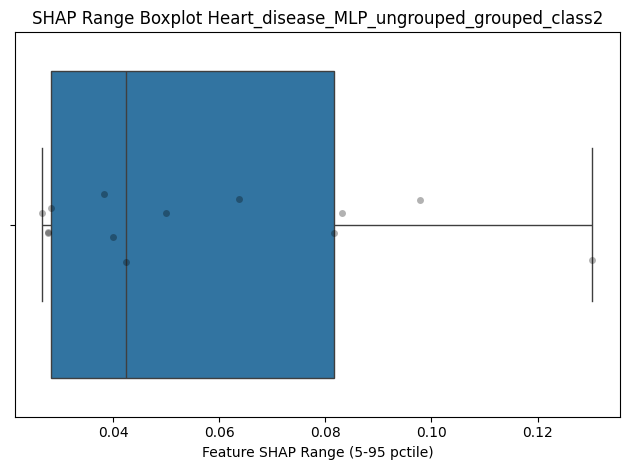 SHAP Range Boxplot Heart_disease_MLP_ungrouped_grouped_class2
0.04 0.06 0.08 0.10 0.12
Feature SHAP Range (5-95 pctile)